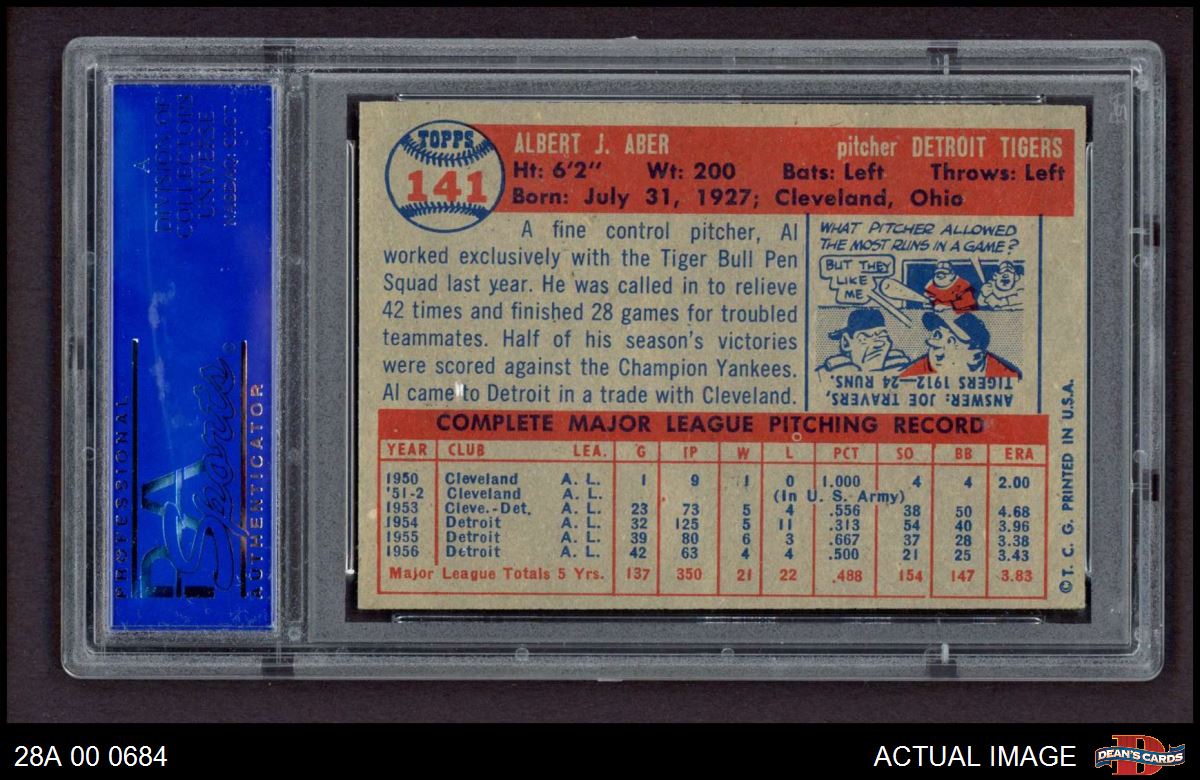 A
DIVISION OF
COLLECTORS
UNIVERSE
NASDAQ: CLCT
PROFESSIONAL
PSA
Sports
AUTHENTICATOR
TOPPS
141
ALBERT J. ABER pitcher DETROIT TIGERS
Ht: 6'2" Wt: 200 Bats: Left Throws: Left
Born: July 31, 1927; Cleveland, Ohio
A fine control pitcher, Al
worked exclusively with the Tiger Bull Pen
Squad last year. He was called in to relieve
42 times and finished 28 games for troubled
teammates. Half of his season's victories
were scored against the Champion Yankees.
Al came to Detroit in a trade with Cleveland.
WHAT PITCHER ALLOWED
THE MOST RUNS IN A GAME?
BUT THEY
LIKE
ME
ANSWER: JOE TRAVERS,
TIGERS 1912—24 RUNS.
COMPLETE MAJOR LEAGUE PITCHING RECORD
YEAR CLUB LEA. G IP W L PCT SO BB ERA
1950 Cleveland A. L. 1 9 1 0 1.000 4 4 2.00
'51-2 Cleveland A. L. (In U. S. Army)
1953 Cleve.-Det. A. L. 23 73 5 4 .556 38 50 4.68
1954 Detroit A. L. 32 125 5 11 .313 54 40 3.96
1955 Detroit A. L. 39 80 6 3 .667 37 28 3.38
1956 Detroit A. L. 42 63 4 4 .500 21 25 3.43
Major League Totals 5 Yrs. 137 350 21 22 .488 154 147 3.83
©T. C. G. PRINTED IN U.S.A.
28A 00 0684 ACTUAL IMAGE
D
DEAN'S CARDS